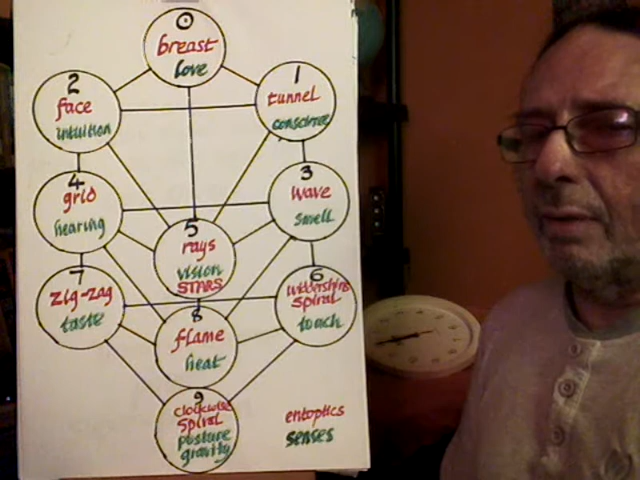 0
breast
love
1
tunnel
conscience
2
face
intuition
3
wave
smell
4
grid
hearing
5
rays
vision
STARS
6
widdershins
spiral
touch
7
zig-zag
taste
8
flame
heat
9
clockwise
spiral
posture
gravity
entoptics
senses